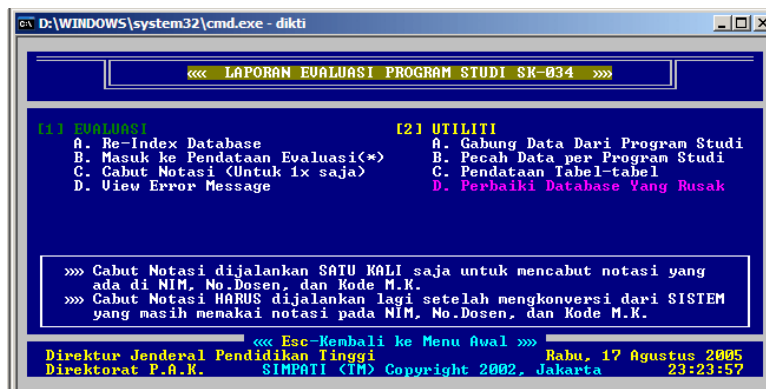 D:\WINDOWS\system32\cmd.exe - dikti
«« LAPORAN EVALUASI PROGRAM STUDI SK-034 »»
[1] EVALUASI
A. Re-Index Database
B. Masuk ke Pendataan Evaluasi(*)
C. Cabut Notasi (Untuk 1x saja)
D. View Error Message
[2] UTILITI
A. Gabung Data Dari Program Studi
B. Pecah Data per Program Studi
C. Pendataan Tabel-tabel
D. Perbaiki Database Yang Rusak
»» Cabut Notasi dijalankan SATU KALI saja untuk mencabut notasi yang
ada di NIM, No.Dosen, dan Kode M.K.
»» Cabut Notasi HARUS dijalankan lagi setelah mengkonversi dari SISTEM
yang masih memakai notasi pada NIM, No.Dosen, dan Kode M.K.
«« Esc-Kembali ke Menu Awal »»
Direktur Jenderal Pendidikan Tinggi Rabu, 17 Agustus 2005
Direktorat P.A.K. SIMPATI (TM) Copyright 2002, Jakarta 23:23:57